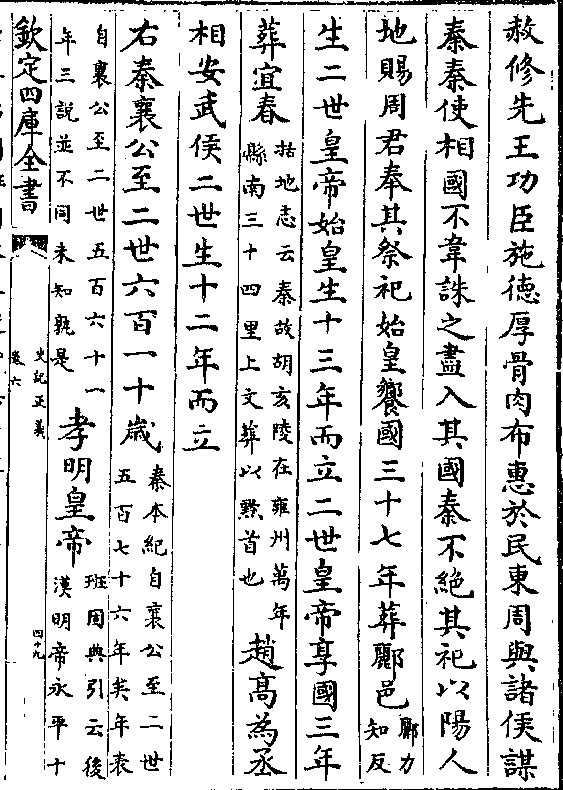 赦修先王功臣施德厚骨肉布惠於民東周與諸侯謀
秦秦使相國不韋誅之盡入其國秦不絕其祀以陽人
地賜周君奉其祭祀始皇饗國三十七年葬酈邑
酈力
知反
生二世皇帝始皇生十三年而立二世皇帝享國三年
葬宜春
括地志云秦故胡亥陵在雍州萬年
縣南三十四里上文葬以黔首也
趙高為丞
相安武侯二世生十二年而立
右秦襄公至二世六百一十歲
秦本紀自襄公至二世
五百七十六年矣年表
自襄公至二世五百六十一
年三說並不同未知孰是
孝明皇帝
班固典引云後
漢明帝永平十
欽定四庫全書
史記正義
卷六
四十九